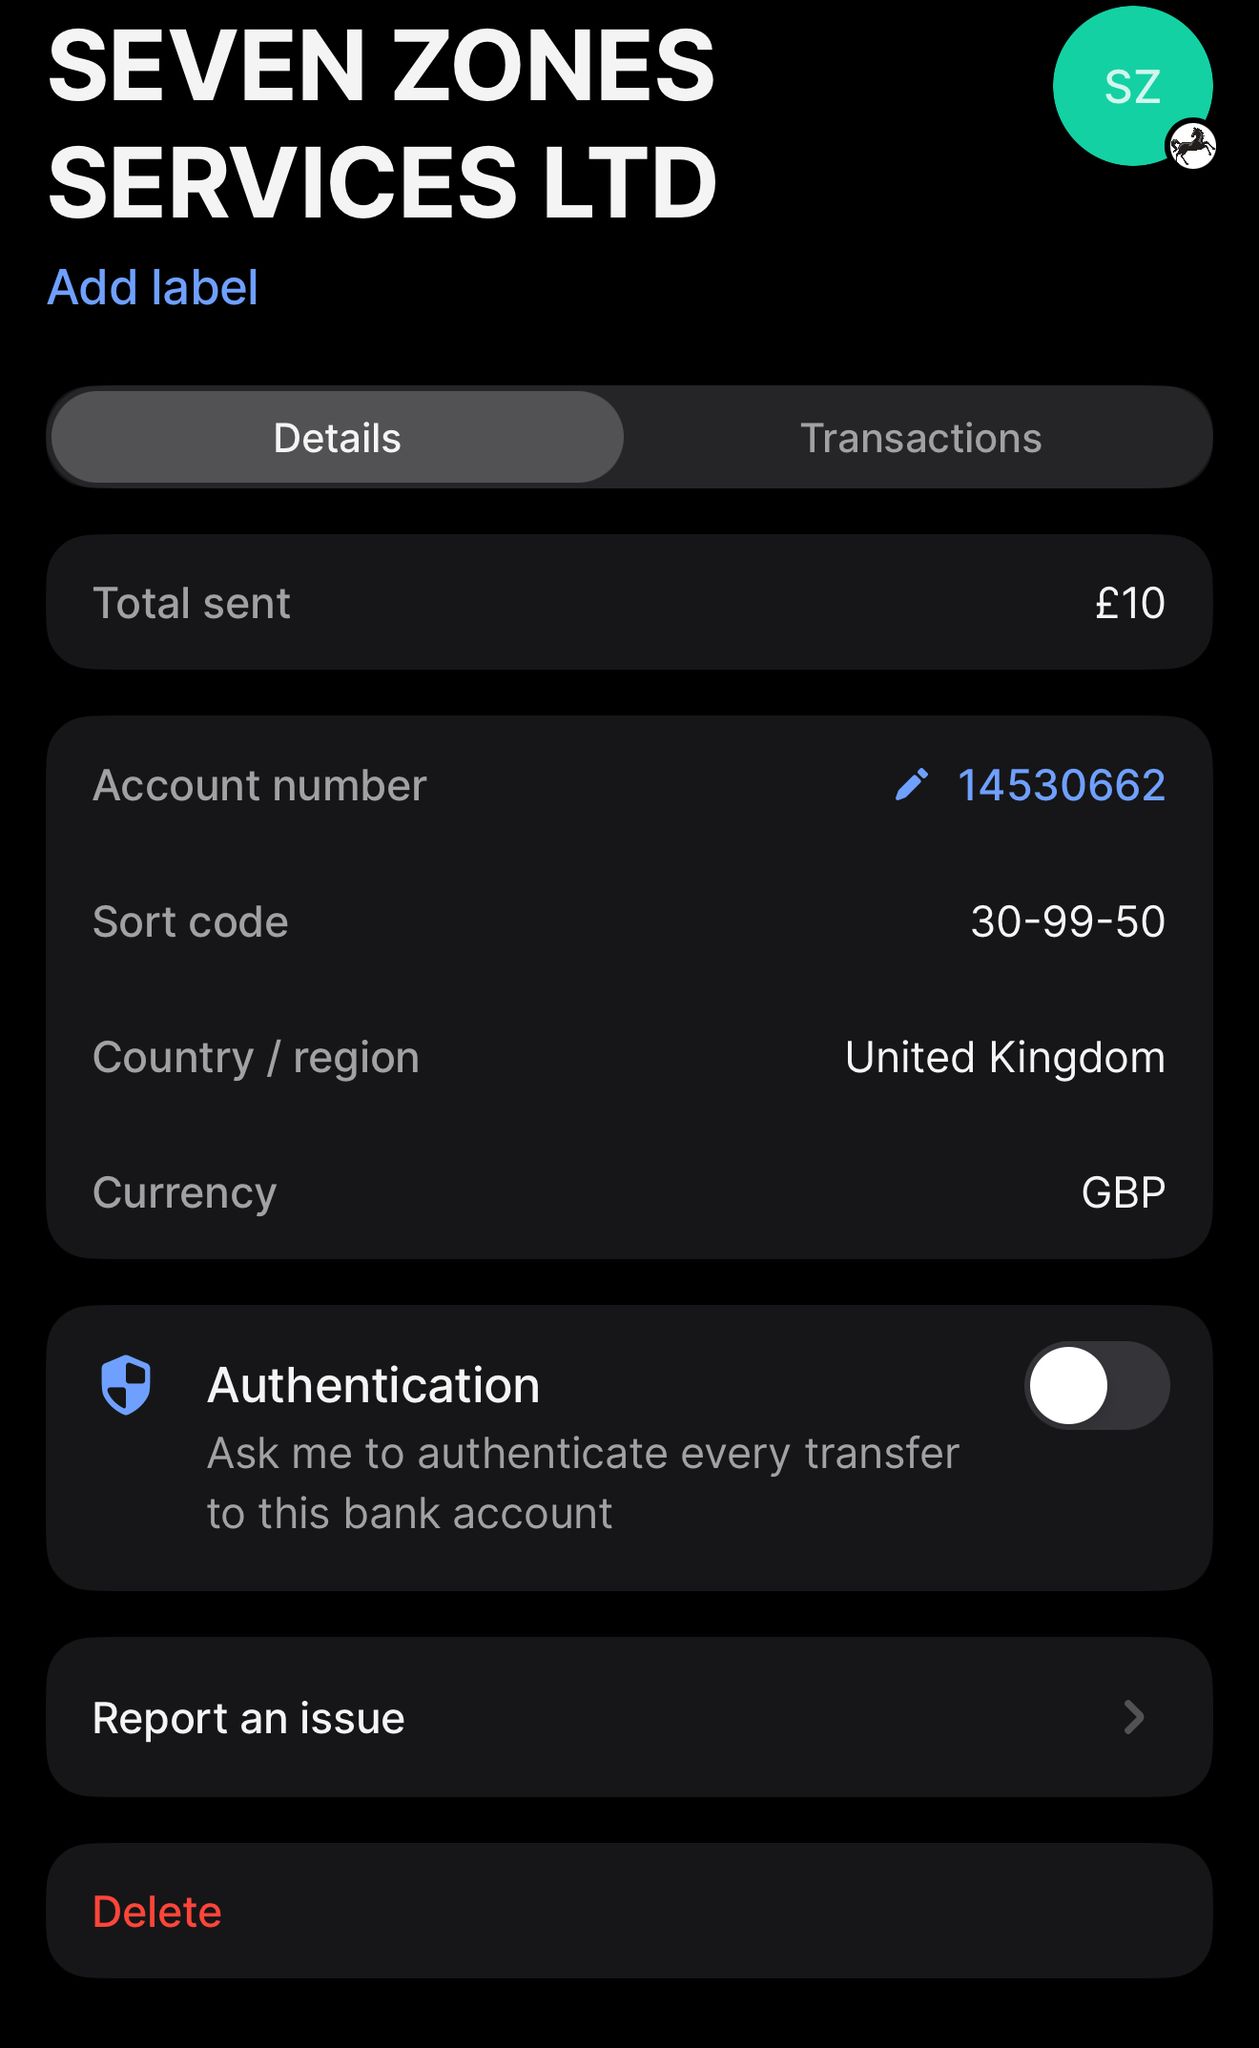 SEVEN ZONES
SERVICES LTD
SZ
Add label
Details
Transactions
Total sent
£10
Account number
14530662
Sort code
30-99-50
Country / region
United Kingdom
Currency
GBP
Authentication
Ask me to authenticate every transfer
to this bank account
Report an issue
Delete